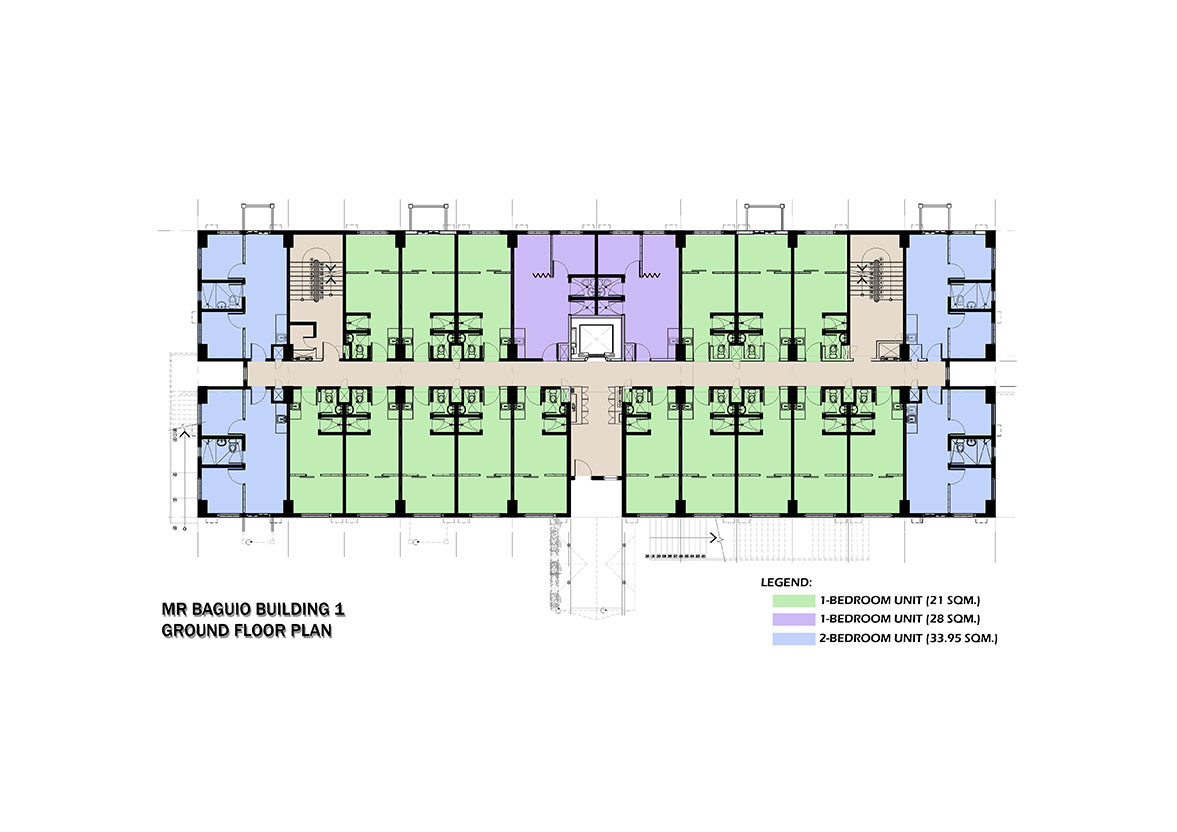 MR BAGUIO BUILDING 1
GROUND FLOOR PLAN
LEGEND:
1-BEDROOM UNIT (21 SQM.)
1-BEDROOM UNIT (28 SQM.)
2-BEDROOM UNIT (33.95 SQM.)